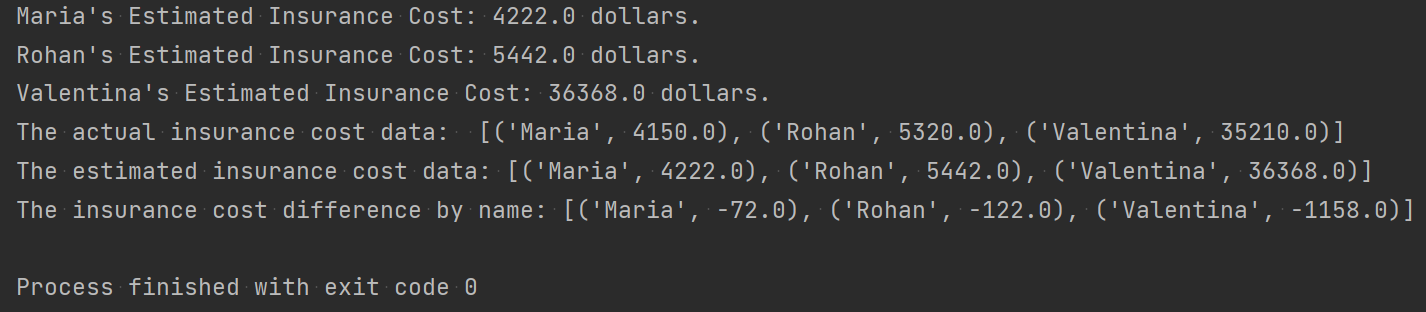 Maria's Estimated Insurance Cost: 4222.0 dollars.
Rohan's Estimated Insurance Cost: 5442.0 dollars.
Valentina's Estimated Insurance Cost: 36368.0 dollars.
The actual insurance cost data:  [('Maria', 4150.0), ('Rohan', 5320.0), ('Valentina', 35210.0)]
The estimated insurance cost data: [('Maria', 4222.0), ('Rohan', 5442.0), ('Valentina', 36368.0)]
The insurance cost difference by name: [('Maria', -72.0), ('Rohan', -122.0), ('Valentina', -1158.0)]
Process finished with exit code 0